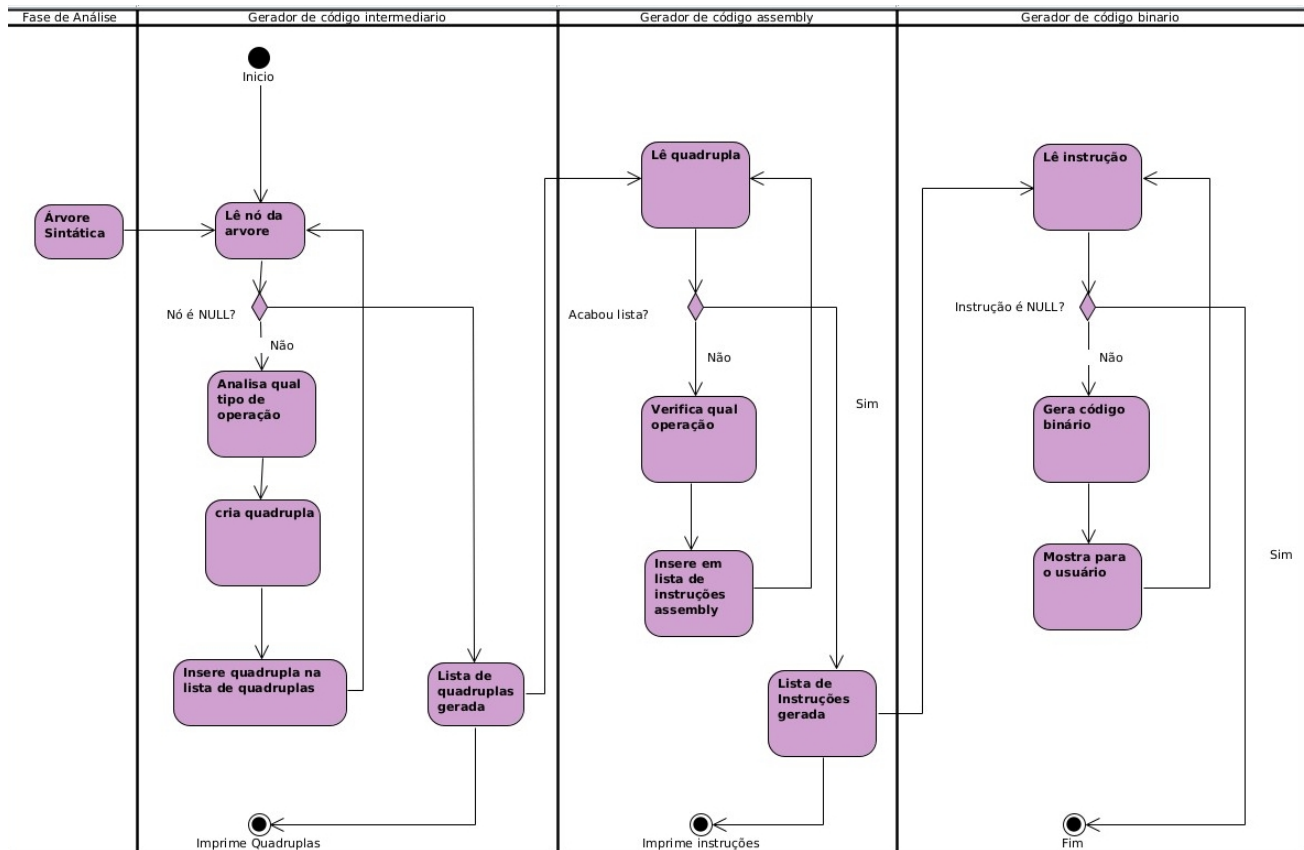 Fase de Análise
Gerador de código intermediario
Gerador de código assembly
Gerador de código binario
Inicio
Árvore
Sintática
Lê nó da
arvore
Nó é NULL?
Não
Analisa qual
tipo de
operação
cria quadrupla
Insere quadrupla na
lista de quadruplas
Lista de
quadruplas
gerada
Imprime Quadruplas
Lê quadrupla
Acabou lista?
Não
Sim
Verifica qual
operação
Insere em
lista de
instruções
assembly
Lista de
Instruções
gerada
Imprime instruções
Lê instrução
Instrução é NULL?
Não
Gera código
binário
Mostra para
o usuário
Sim
Fim